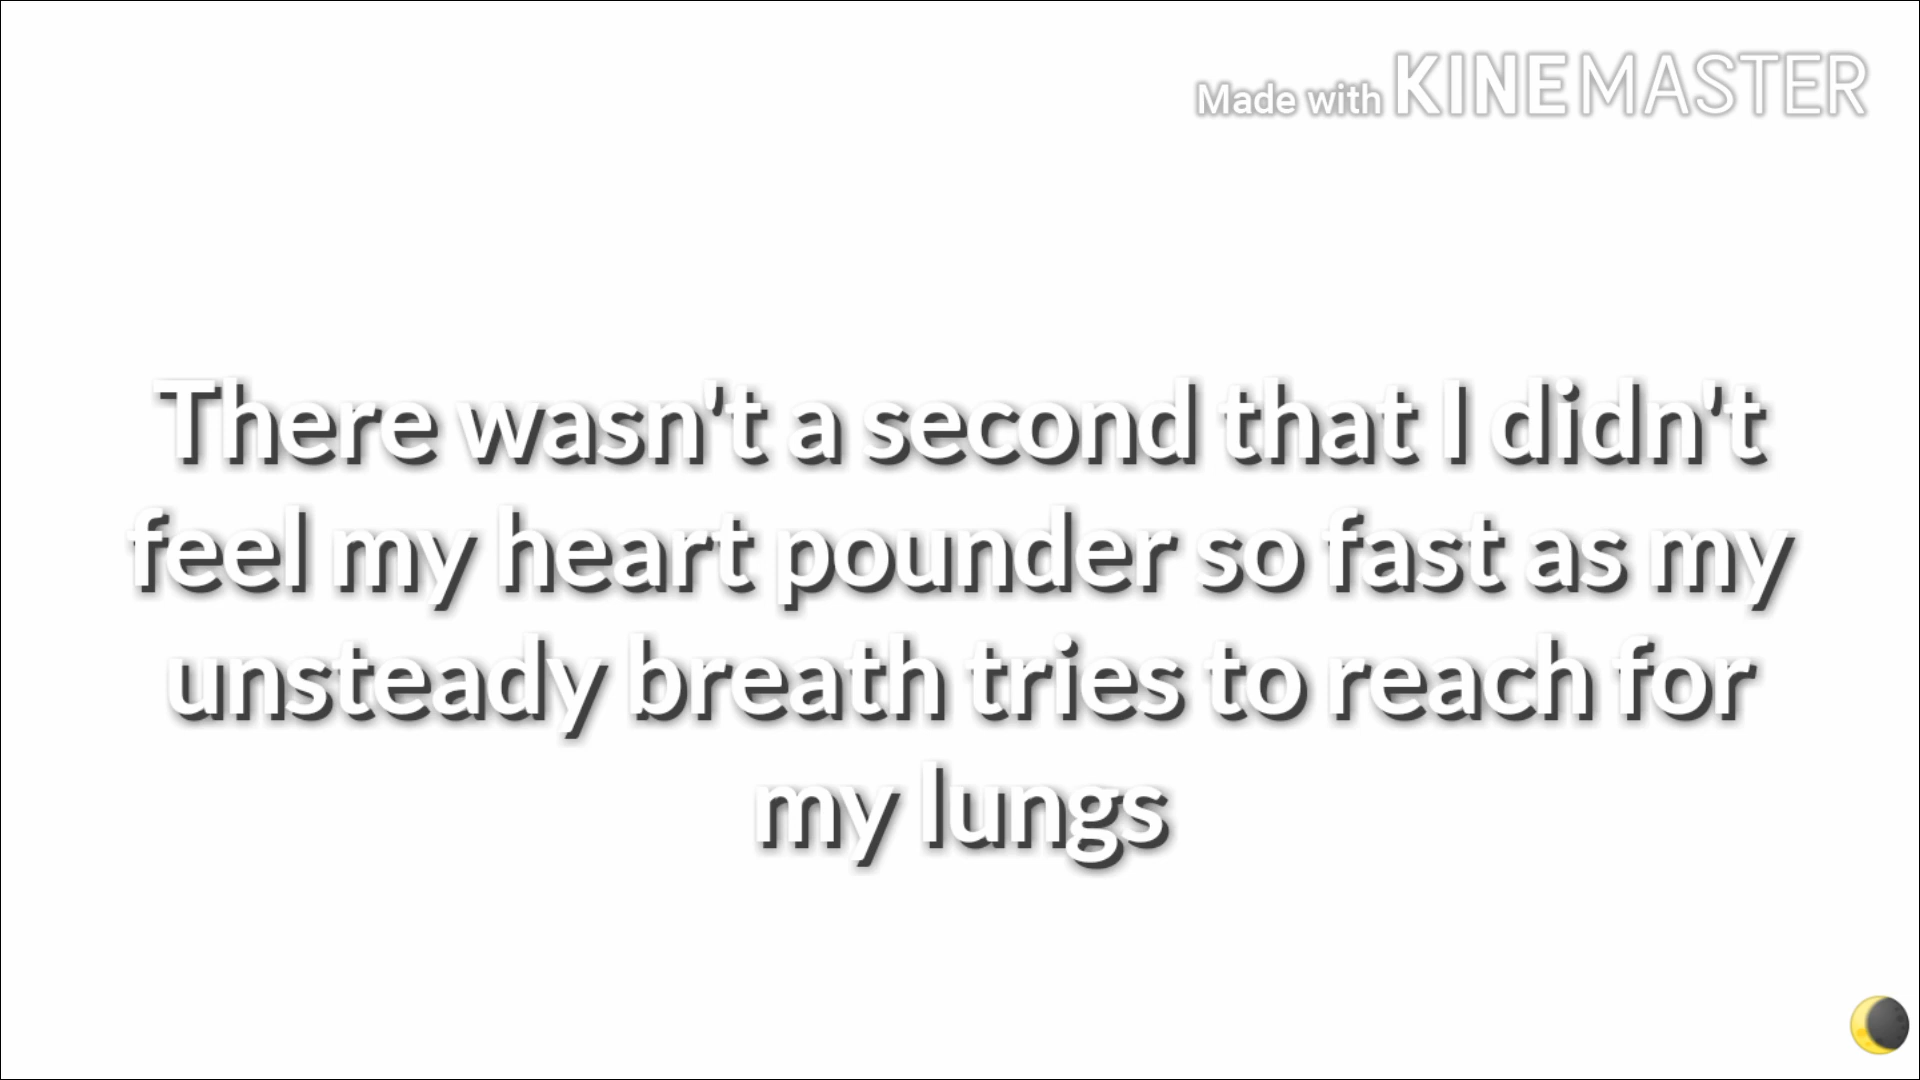 Made with KINEMASTER
There wasn't a second that I didn't
feel my heart pounder so fast as my
unsteady breath tries to reach for
my lungs